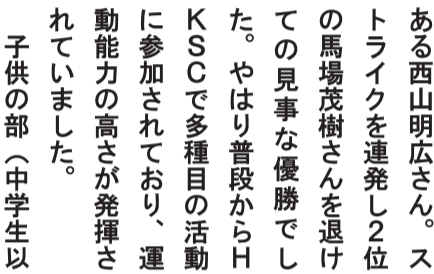 ある西山明広さん。ス
トライクを連発し2位
の馬場茂樹さんを退け
ての見事な優勝でし
た。やはり普段からH
KSCで多種目の活動
に参加されており、運
動能力の高さが発揮さ
れていました。
子供の部（中学生以